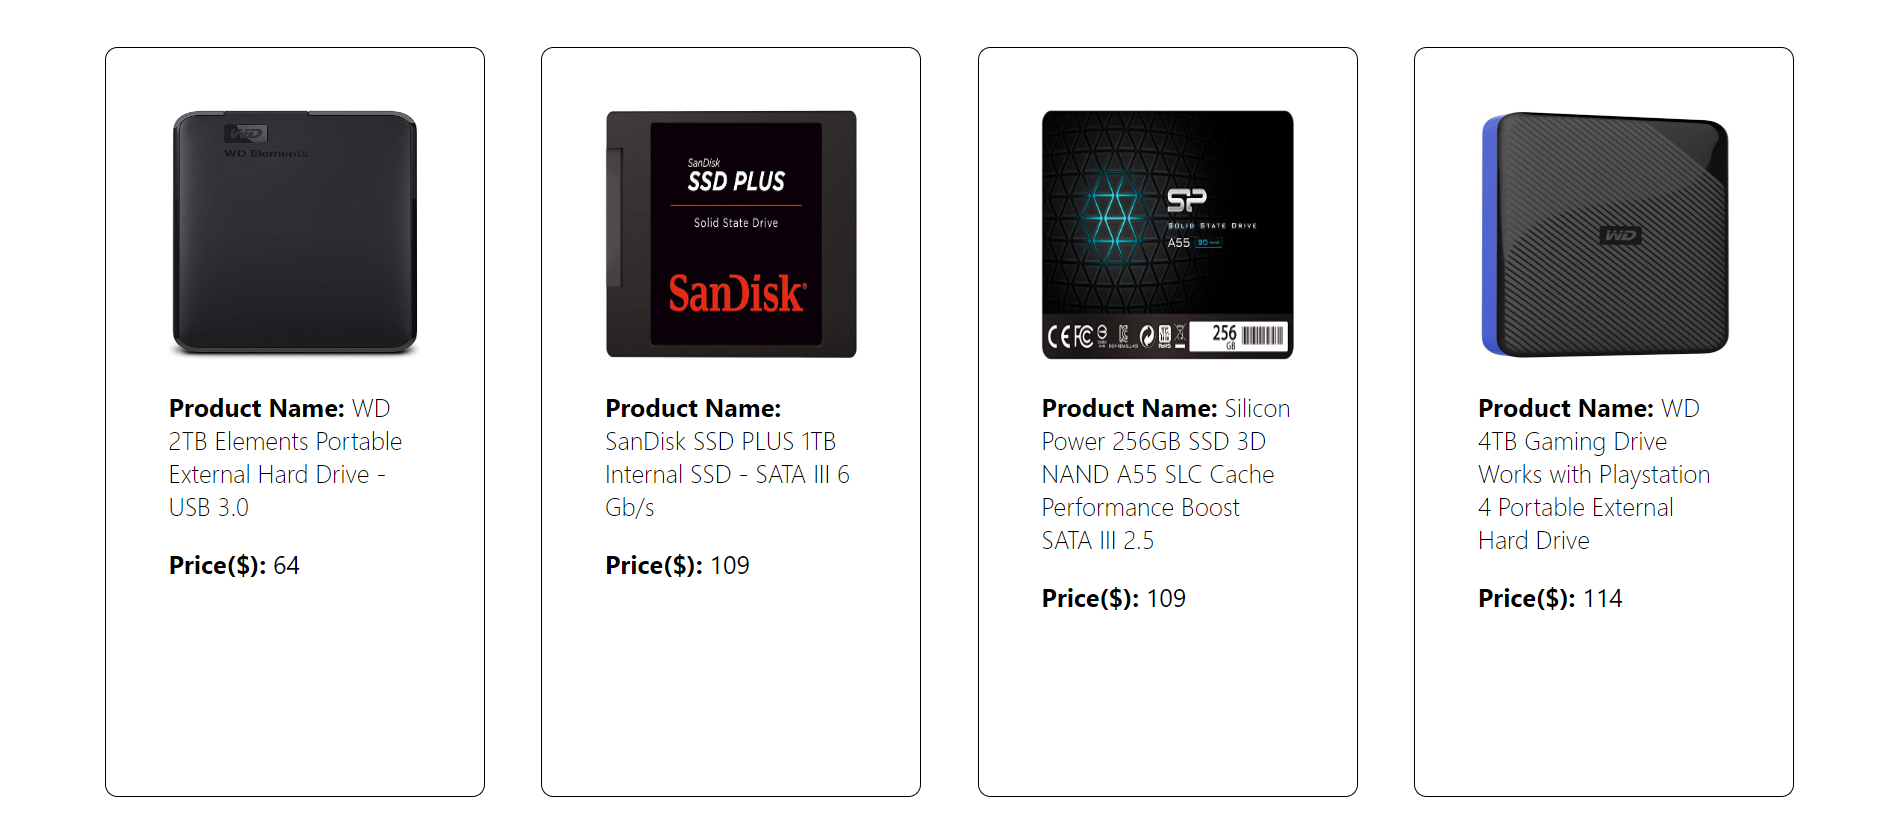 WD
WD Elements
Product Name: WD
2TB Elements Portable
External Hard Drive -
USB 3.0
Price($): 64
SanDisk
SSD PLUS
Solid State Drive
SanDisk®
Product Name:
SanDisk SSD PLUS 1TB
Internal SSD - SATA III 6
Gb/s
Price($): 109
SP
SOLID STATE DRIVE
A55
CE FC
256
GB
Product Name: Silicon
Power 256GB SSD 3D
NAND A55 SLC Cache
Performance Boost
SATA III 2.5
Price($): 109
WD
Product Name: WD
4TB Gaming Drive
Works with Playstation
4 Portable External
Hard Drive
Price($): 114